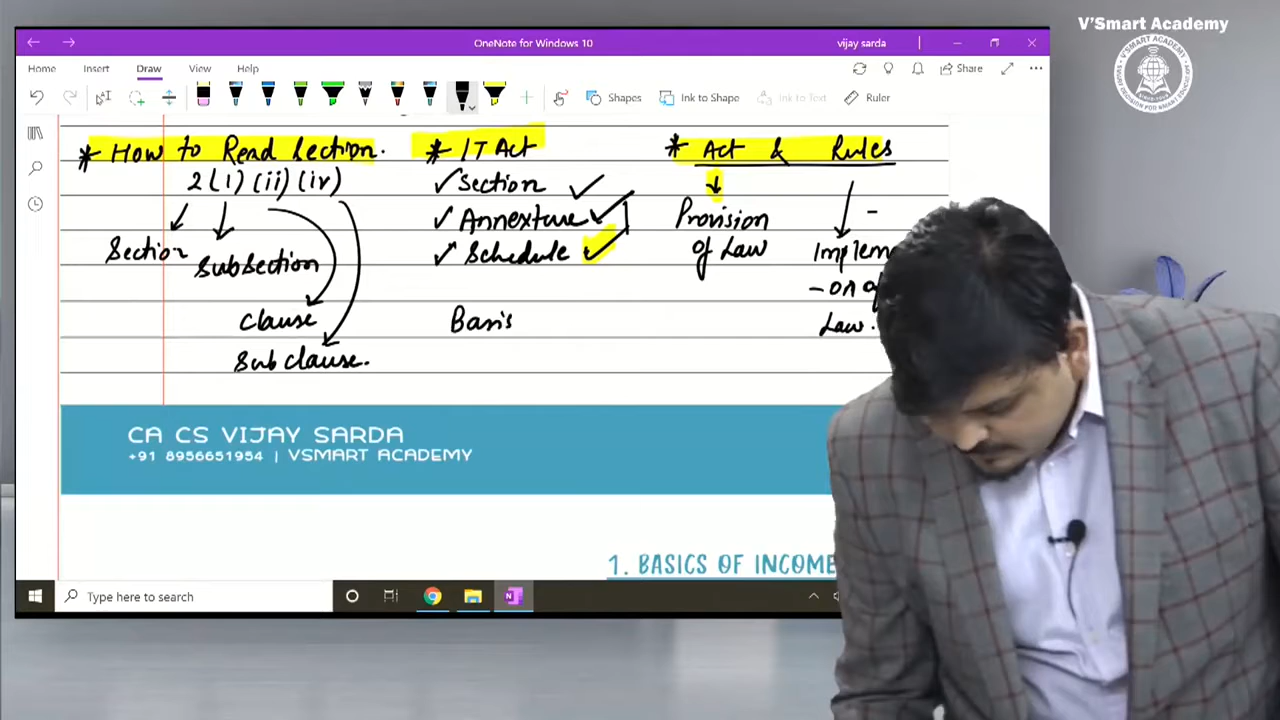 V'Smart Academy
OneNote for Windows 10
vijay sarda
Home Insert Draw View Help
Share
Shapes
Ink to Shape
Ink to Text
Ruler
* How to Read Section.
2(i)(ii)(iv)
Section
SubSection
Clause
Sub clause.
* IT Act
✓ Section ✓
✓ Annexture ✓
✓ Schedule ✓
Basis
* Act & Rules
Provision
of Law
Implem
-on of
Law.
CA CS VIJAY SARDA
+91 8956651954 | VSMART ACADEMY
1. BASICS OF INCOME
Type here to search